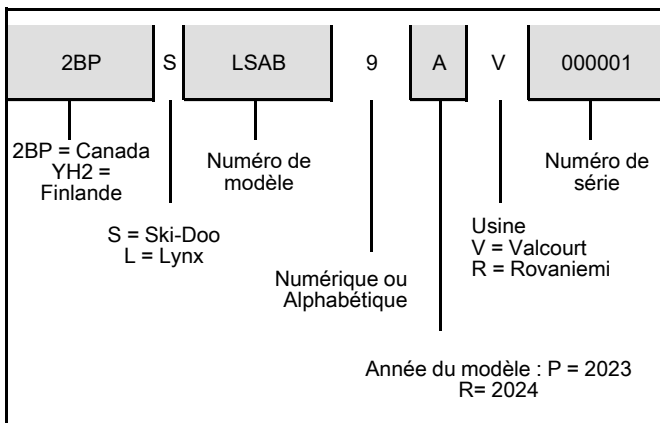 2BP S LSAB 9 A V 000001
2BP = Canada
YH2 =
Finlande
Numéro de
modèle
Numéro de
série
S = Ski-Doo
L = Lynx
Usine
V = Valcourt
R = Rovaniemi
Numérique ou
Alphabétique
Année du modèle : P = 2023
R= 2024